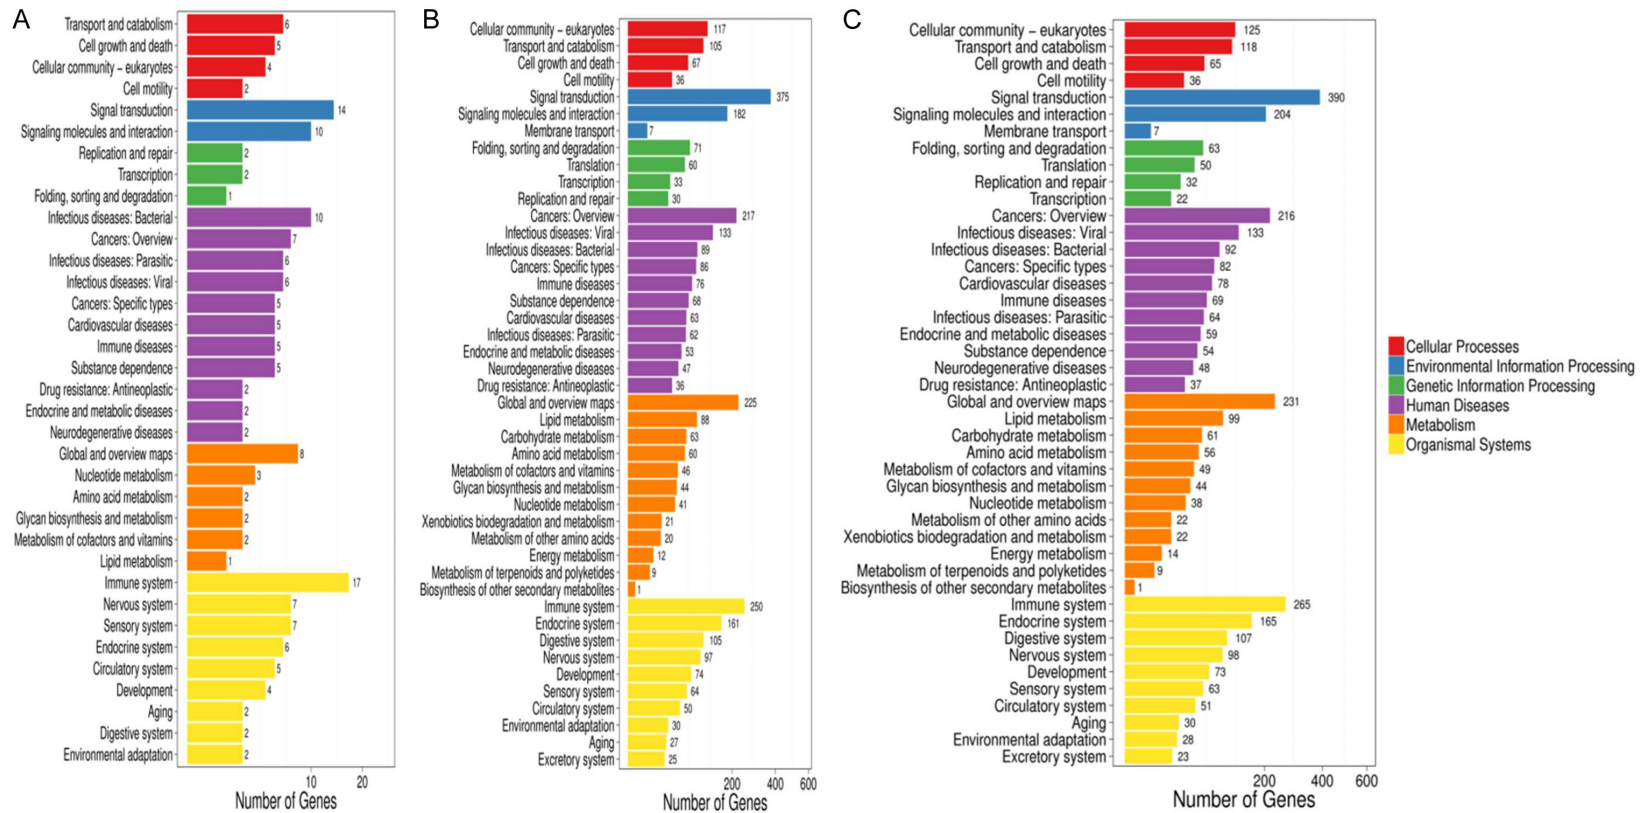 A
Transport and catabolism 6
Cell growth and death 5
Cellular community – eukaryotes 4
Cell motility 2
Signal transduction 14
Signaling molecules and interaction 10
Replication and repair 2
Transcription 2
Folding, sorting and degradation 1
Infectious diseases: Bacterial 10
Cancers: Overview 7
Infectious diseases: Parasitic 6
Infectious diseases: Viral 6
Cancers: Specific types 5
Cardiovascular diseases 5
Immune diseases 5
Substance dependence 5
Drug resistance: Antineoplastic 2
Endocrine and metabolic diseases 2
Neurodegenerative diseases 2
Global and overview maps 8
Nucleotide metabolism 3
Amino acid metabolism 2
Glycan biosynthesis and metabolism 2
Metabolism of cofactors and vitamins 2
Lipid metabolism 1
Immune system 17
Nervous system 7
Sensory system 7
Endocrine system 6
Circulatory system 5
Development 4
Aging 2
Digestive system 2
Environmental adaptation 2
10 20
Number of Genes
B
Cellular community – eukaryotes 117
Transport and catabolism 105
Cell growth and death 67
Cell motility 36
Signal transduction 375
Signaling molecules and interaction 182
Membrane transport 7
Folding, sorting and degradation 71
Translation 60
Transcription 33
Replication and repair 30
Cancers: Overview 217
Infectious diseases: Viral 133
Infectious diseases: Bacterial 89
Cancers: Specific types 86
Immune diseases 76
Substance dependence 68
Cardiovascular diseases 63
Infectious diseases: Parasitic 62
Endocrine and metabolic diseases 53
Neurodegenerative diseases 47
Drug resistance: Antineoplastic 36
Global and overview maps 225
Lipid metabolism 88
Carbohydrate metabolism 63
Amino acid metabolism 60
Metabolism of cofactors and vitamins 46
Glycan biosynthesis and metabolism 44
Nucleotide metabolism 41
Xenobiotics biodegradation and metabolism 21
Metabolism of other amino acids 20
Energy metabolism 12
Metabolism of terpenoids and polyketides 9
Biosynthesis of other secondary metabolites 1
Immune system 250
Endocrine system 161
Digestive system 105
Nervous system 97
Development 74
Sensory system 64
Circulatory system 50
Environmental adaptation 30
Aging 27
Excretory system 25
200 400 600
Number of Genes
C
Cellular community – eukaryotes 125
Transport and catabolism 118
Cell growth and death 65
Cell motility 36
Signal transduction 390
Signaling molecules and interaction 204
Membrane transport 7
Folding, sorting and degradation 63
Translation 50
Replication and repair 32
Transcription 22
Cancers: Overview 216
Infectious diseases: Viral 133
Infectious diseases: Bacterial 92
Cancers: Specific types 82
Cardiovascular diseases 78
Immune diseases 69
Infectious diseases: Parasitic 64
Endocrine and metabolic diseases 59
Substance dependence 54
Neurodegenerative diseases 48
Drug resistance: Antineoplastic 37
Global and overview maps 231
Lipid metabolism 99
Carbohydrate metabolism 61
Amino acid metabolism 56
Metabolism of cofactors and vitamins 49
Glycan biosynthesis and metabolism 44
Nucleotide metabolism 38
Metabolism of other amino acids 22
Xenobiotics biodegradation and metabolism 22
Energy metabolism 14
Metabolism of terpenoids and polyketides 9
Biosynthesis of other secondary metabolites 1
Immune system 265
Endocrine system 165
Digestive system 107
Nervous system 98
Development 73
Sensory system 63
Circulatory system 51
Aging 30
Environmental adaptation 28
Excretory system 23
200 400 600
Number of Genes
Cellular Processes
Environmental Information Processing
Genetic Information Processing
Human Diseases
Metabolism
Organismal Systems